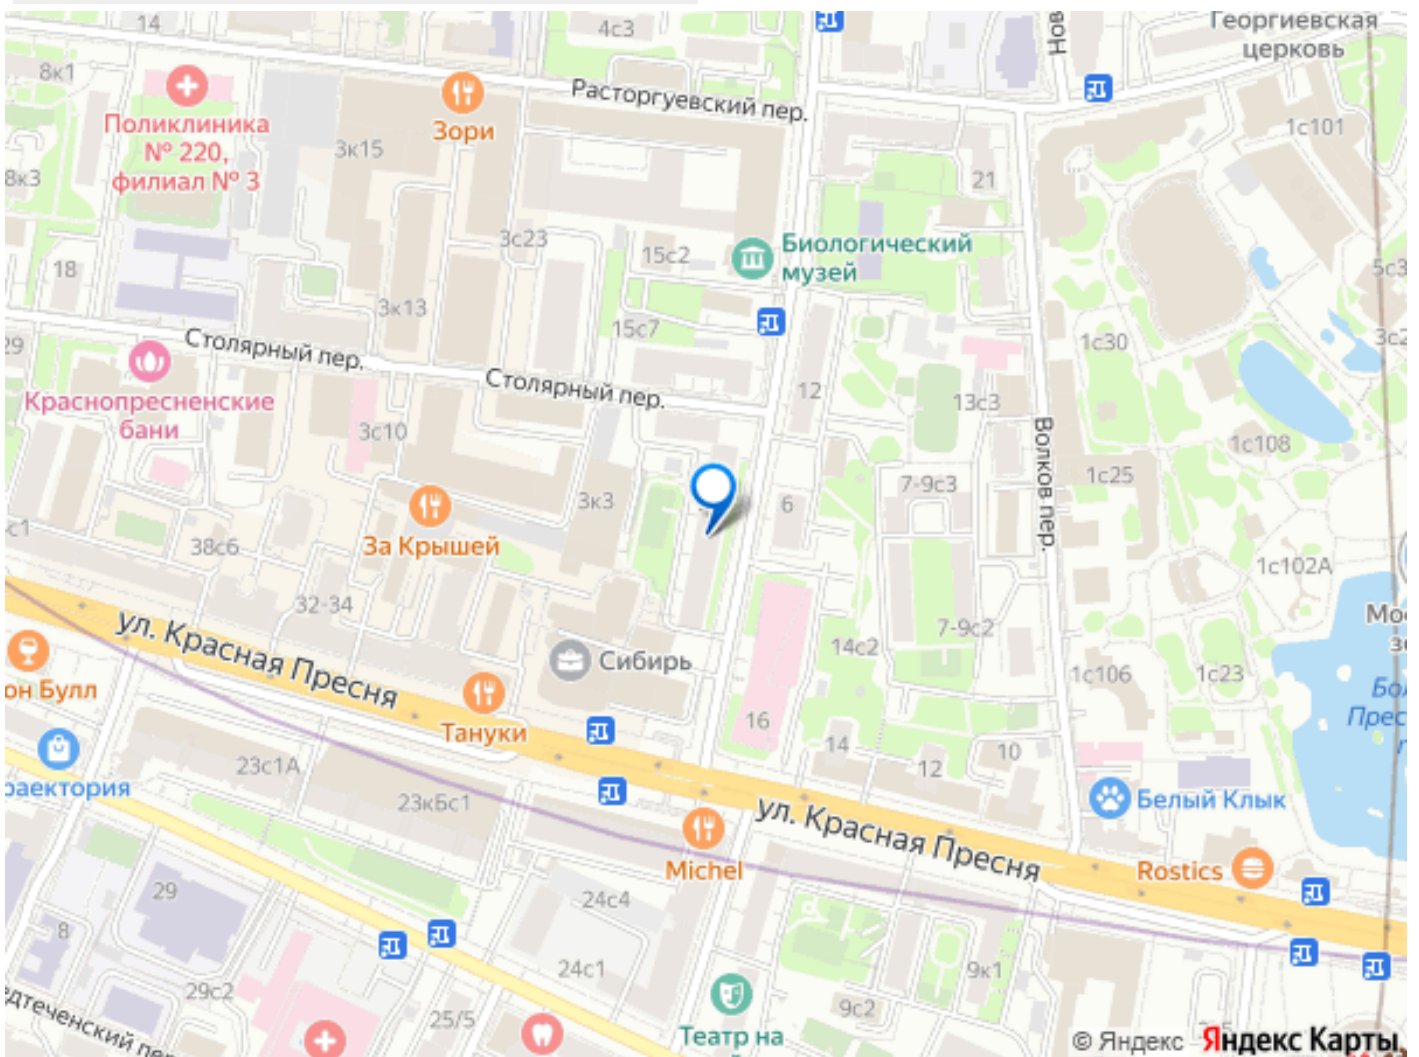 14
4с3
Георгиевская
церковь
8к1
Расторгуевский пер.
Зори
Поликлиника
№ 220,
филиал № 3
1с101
3к15
8к3
21
3с23
15с2
Биологический
музей
18
5с3
3к13
15с7
29
Столярный пер.
1с30
3с2
Столярный пер.
12
13с3
Краснопресненские
бани
3с10
Волков пер.
1с108
3к3
7-9с3
1с25
6
За Крышей
38с6
1с102А
32-34
ул. Красная Пресня
7-9с2
14с2
Сибирь
1с106
1с23
16
Тануки
14
10
12
23с1А
23кБс1
Белый Клык
ул. Красная Пресня
Michel
Rostics
29
24с4
8
24с1
9к1
29с2
25/5
9с2
Театр на
© Яндекс Яндекс Карты